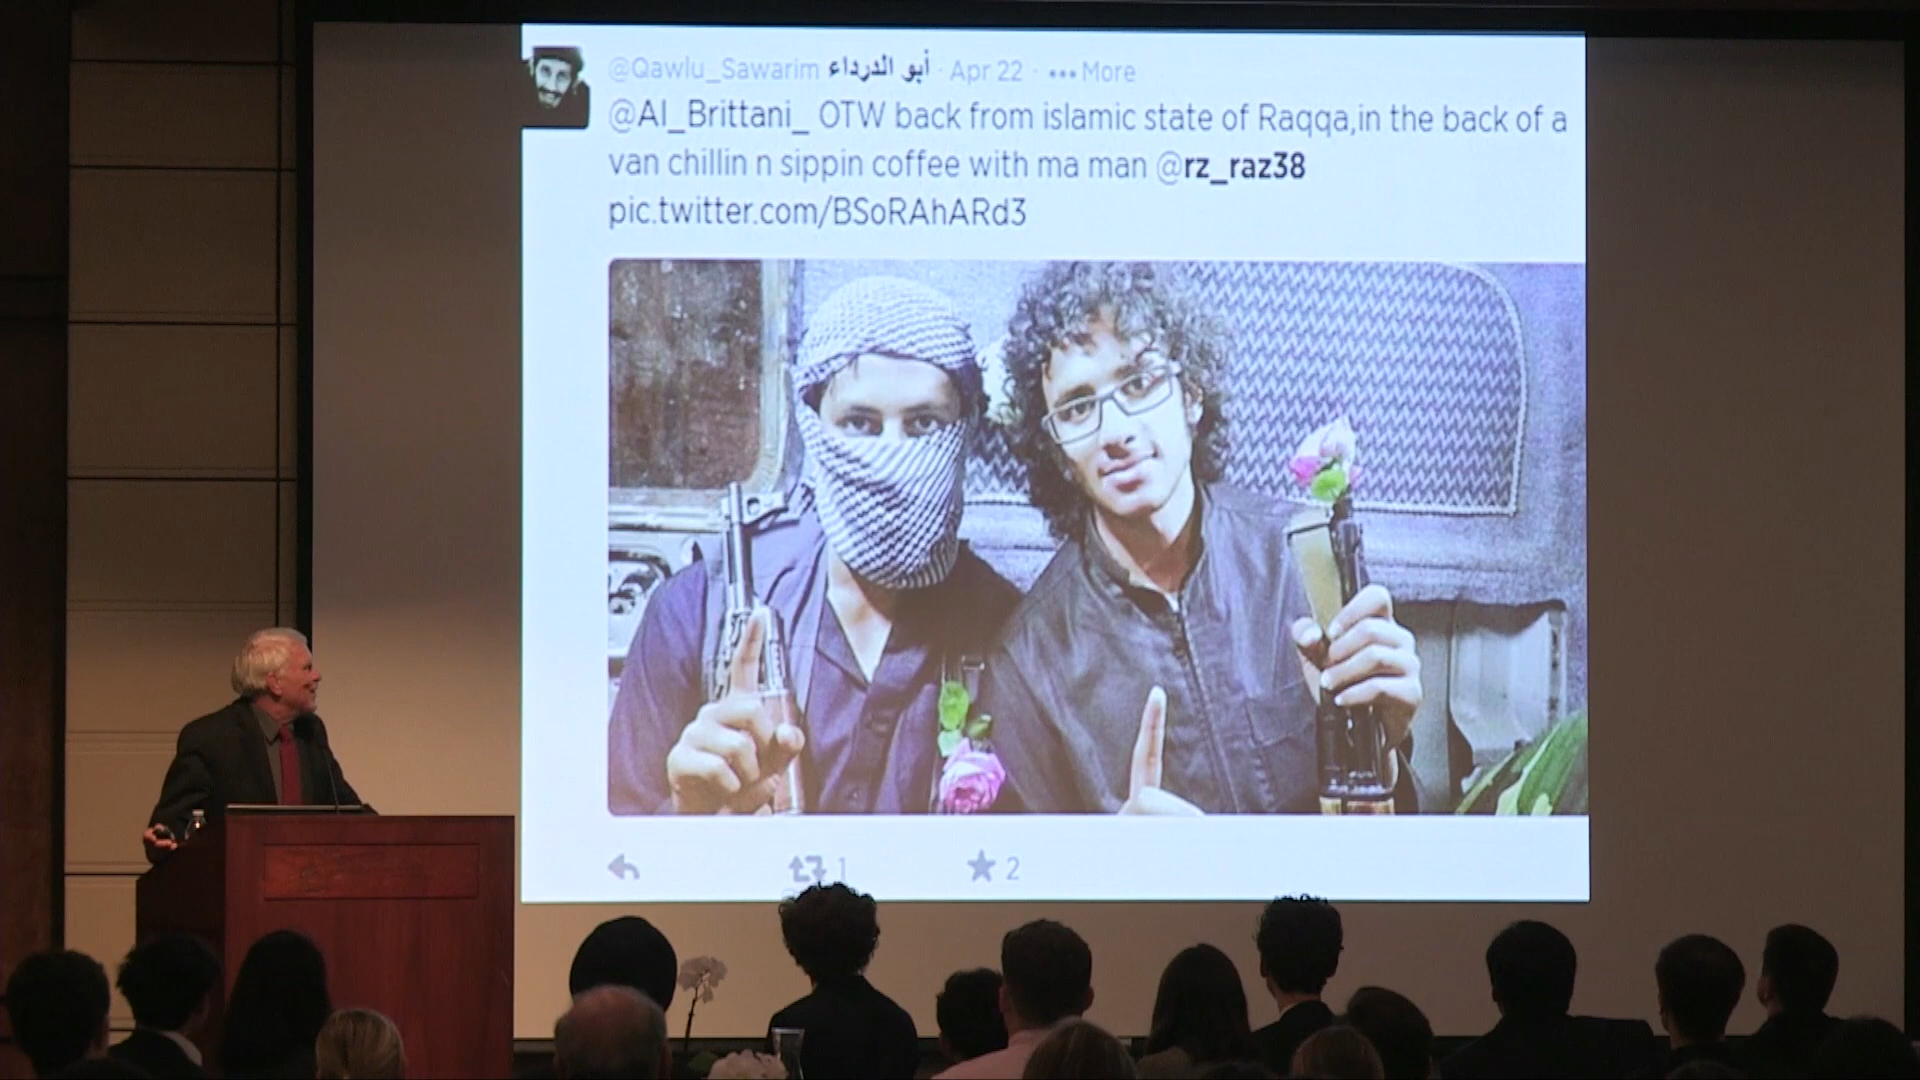 @Qawlu_Sawarim أبو الدرداء · Apr 22 · ••• More
@Al_Brittani_ OTW back from islamic state of Raqqa,in the back of a
van chillin n sippin coffee with ma man @rz_raz38
pic.twitter.com/BSoRAhARd3
1 2